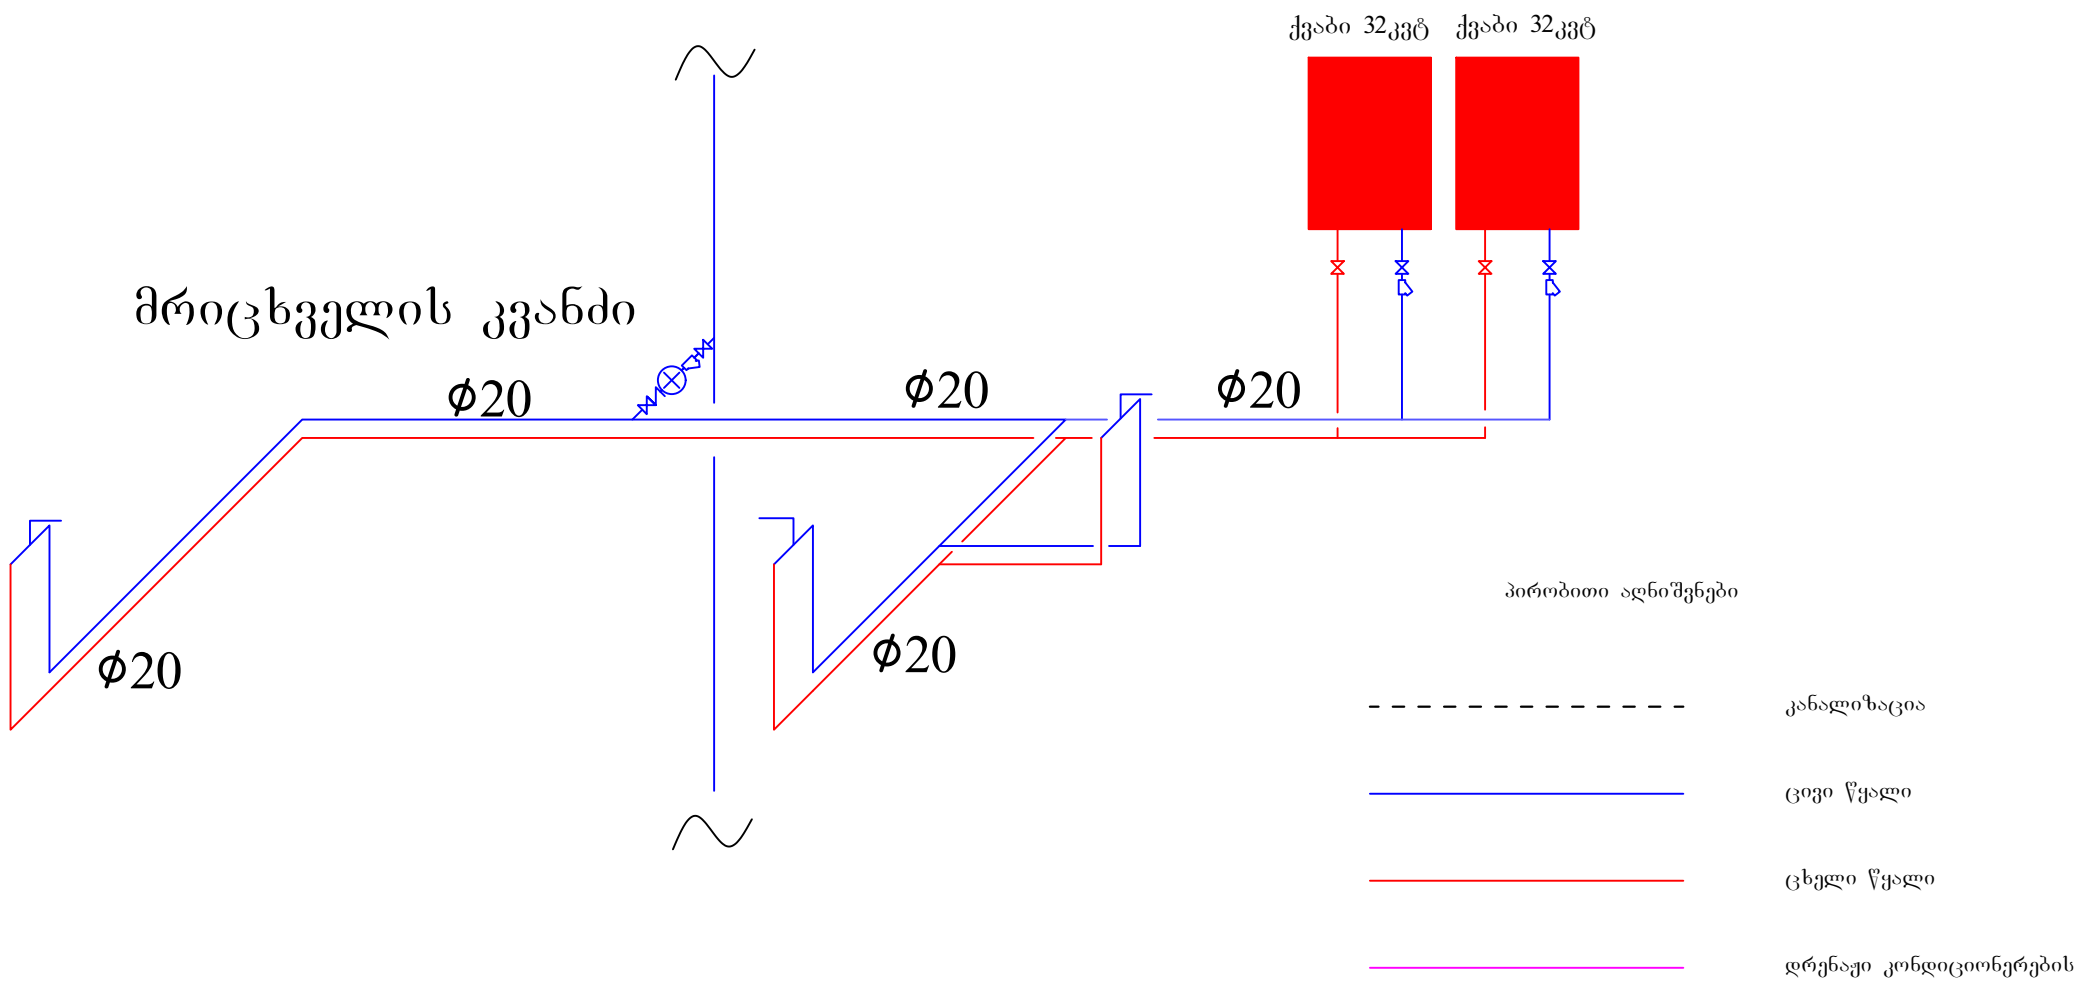 ქვაბი 32კვტ ქვაბი 32კვტ
მრიცხველის კვანძი
ϕ20 ϕ20 ϕ20
ϕ20 ϕ20
პირობითი აღნიშვნები
კანალიზაცია
ცივი წყალი
ცხელი წყალი
დრენაჟი კონდიციონერების